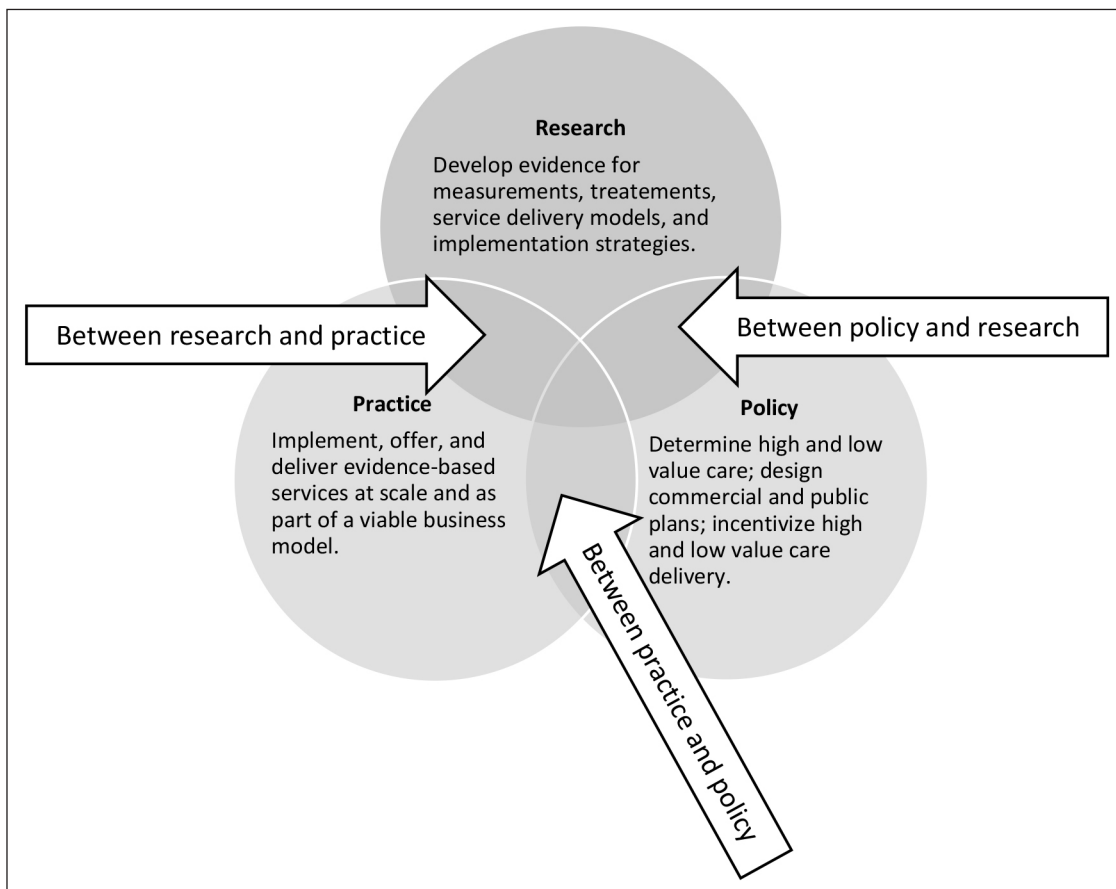 Research
Develop evidence for
measurements, treatements,
service delivery models, and
implementation strategies.
Between research and practice
Between policy and research
Practice
Implement, offer, and
deliver evidence-based
services at scale and as
part of a viable business
model.
Policy
Determine high and low
value care; design
commercial and public
plans; incentivize high
and low value care
delivery.
Between practice and policy